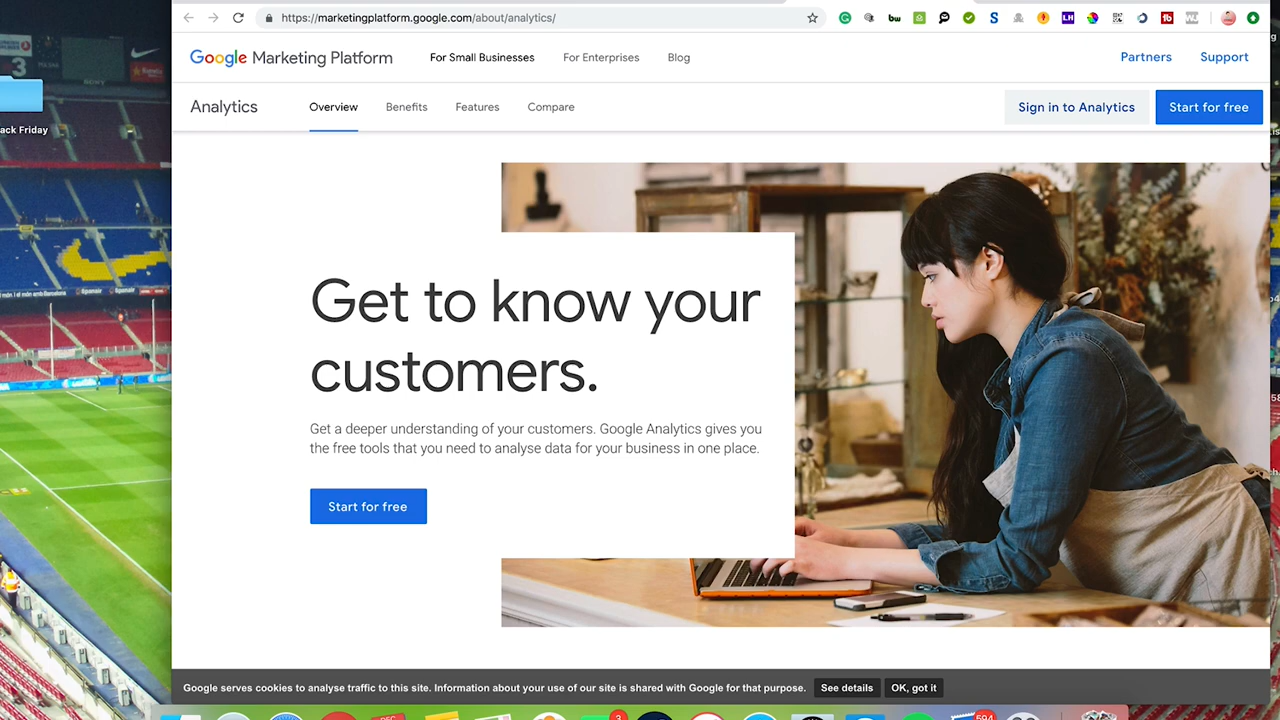 https://marketingplatform.google.com/about/analytics/
Google Marketing Platform
For Small Businesses
For Enterprises
Blog
Partners
Support
Analytics
Overview
Benefits
Features
Compare
Sign in to Analytics
Start for free
ack Friday
Get to know your
customers.
Get a deeper understanding of your customers. Google Analytics gives you
the free tools that you need to analyse data for your business in one place.
Start for free
Google serves cookies to analyse traffic to this site. Information about your use of our site is shared with Google for that purpose.
See details
OK, got it
3
594